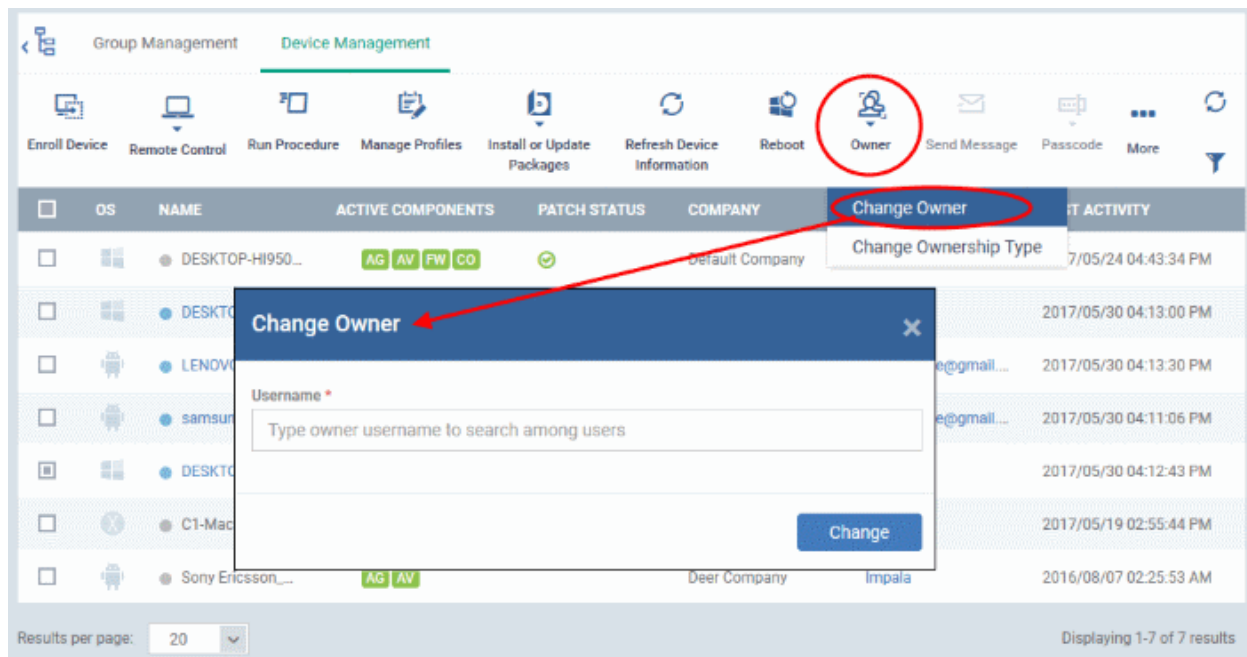 Group Management Device Management
Enroll Device Remote Control Run Procedure Manage Profiles Install or Update Packages Refresh Device Information Reboot Owner Send Message Passcode More
OS NAME ACTIVE COMPONENTS PATCH STATUS COMPANY ACTIVITY
Change Owner
Change Ownership Type
DESKTOP-HI950... AG AV FW CO Default Company 7/05/24 04:43:34 PM
DESKTO 2017/05/30 04:13:00 PM
LENOVO e@gmail.... 2017/05/30 04:13:30 PM
samsun e@gmail.... 2017/05/30 04:11:06 PM
DESKTO 2017/05/30 04:12:43 PM
C1-Mac 2017/05/19 02:55:44 PM
Sony Ericsson_... AG AV Deer Company Impala 2016/08/07 02:25:53 AM
Change Owner
Username *
Type owner username to search among users
Change
Results per page: 20 Displaying 1-7 of 7 results